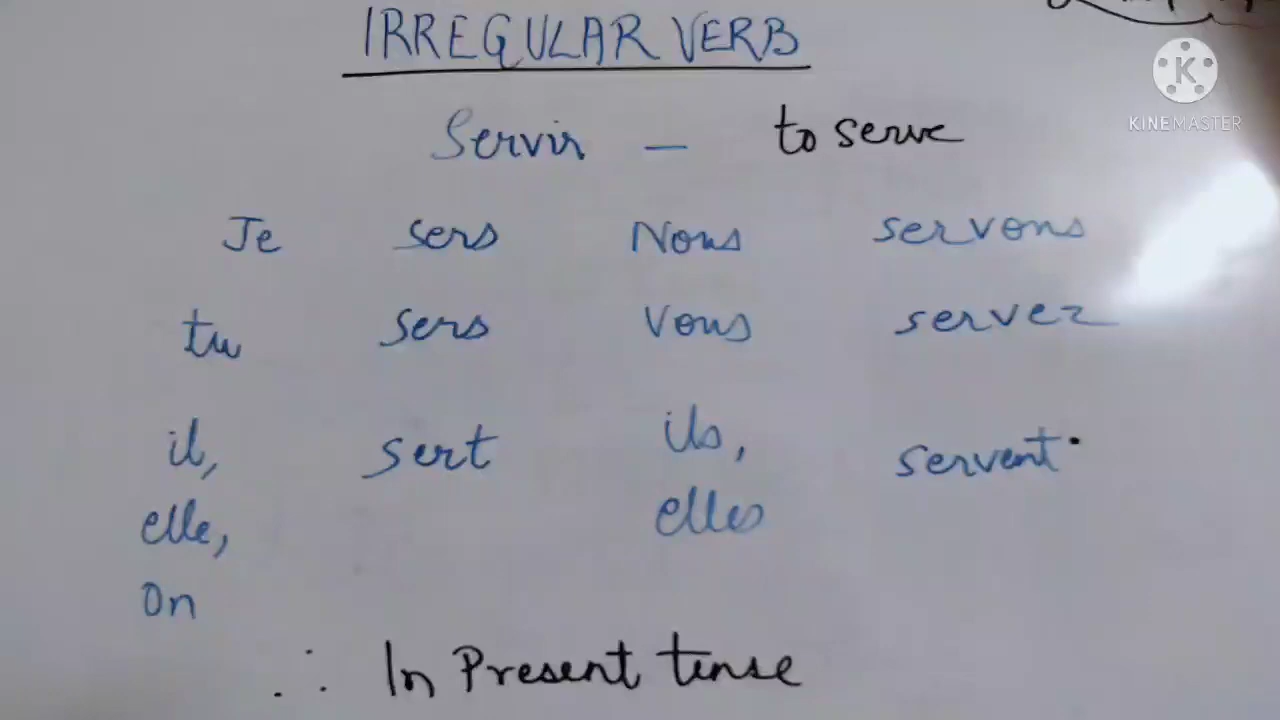 IRREGULAR VERB
K
KINEMASTER
Servir — to serve
Je sers Nous servons
tu sers Vous servez
il, sert ils, servent
elle, elles
On
∴ In Present tense